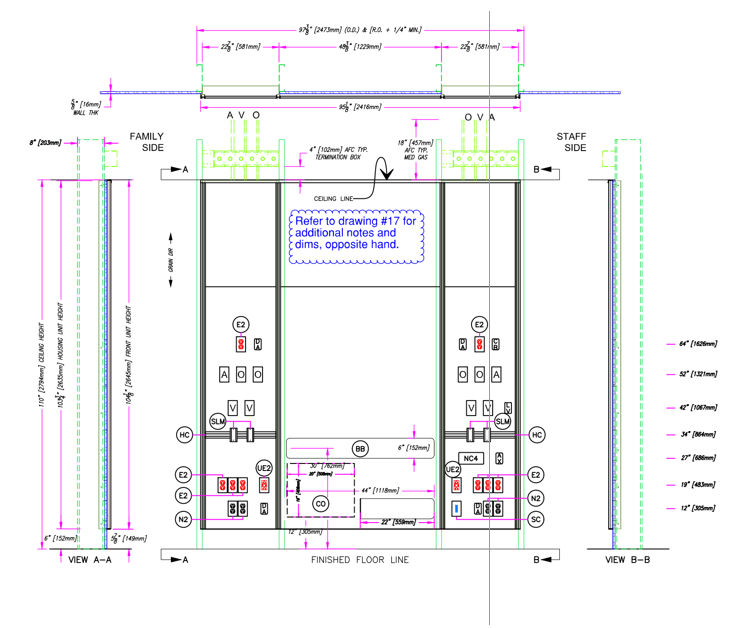 97 3/8" [2473mm] (O.D.) & [R.O. + 1/4" MIN.]
22 7/8" [581mm]
48 3/8" [1229mm]
22 7/8" [581mm]
5/8" [16mm]
WALL THK
95 1/8" [2416mm]
A V O
O V A
8" [203mm]
FAMILY
SIDE
4" [102mm] AFC TYP.
TERMINATION BOX
18" [457mm]
AFC TYP.
MED GAS
STAFF
SIDE
A
B
CEILING LINE
Refer to drawing #17 for
additional notes and
dims, opposite hand.
GRAIN DIR
110" [2794mm] CEILING HEIGHT
[2635mm] HOUSING UNIT HEIGHT
[2645mm] FRONT UNIT HEIGHT
E2
E2
64" [1626mm]
A O O
O O A
52" [1321mm]
V V
V V
42" [1067mm]
SLM
SLM
HC
HC
34" [864mm]
BB
6" [152mm]
NC4
27" [686mm]
UE2
UE2
30" [762mm]
E2
E2
44" [1118mm]
19" [483mm]
E2
CO
N2
N2
22" [559mm]
SC
12" [305mm]
12" [305mm]
6" [152mm]
5 7/8" [149mm]
VIEW A-A
A
FINISHED FLOOR LINE
B
VIEW B-B